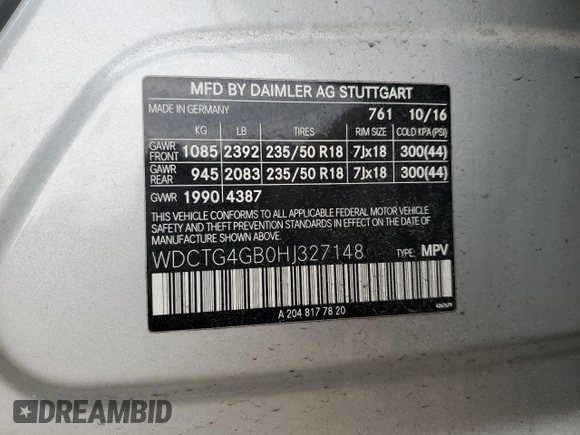 MFD BY DAIMLER AG STUTTGART
MADE IN GERMANY 761 10/16
KG LB TIRES RIM SIZE COLD KPA(PSI)
GAWR FRONT 1085 2392 235/50 R18 7Jx18 300(44)
GAWR REAR 945 2083 235/50 R18 7Jx18 300(44)
GVWR 1990 4387
THIS VEHICLE CONFORMS TO ALL APPLICABLE FEDERAL MOTOR VEHICLE
SAFETY AND THEFT PREVENTION STANDARDS IN EFFECT ON THE DATE OF
MANUFACTURE SHOWN ABOVE.
WDCTG4GB0HJ327148 TYPE: MPV
A 204 817 78 20
DREAMBID